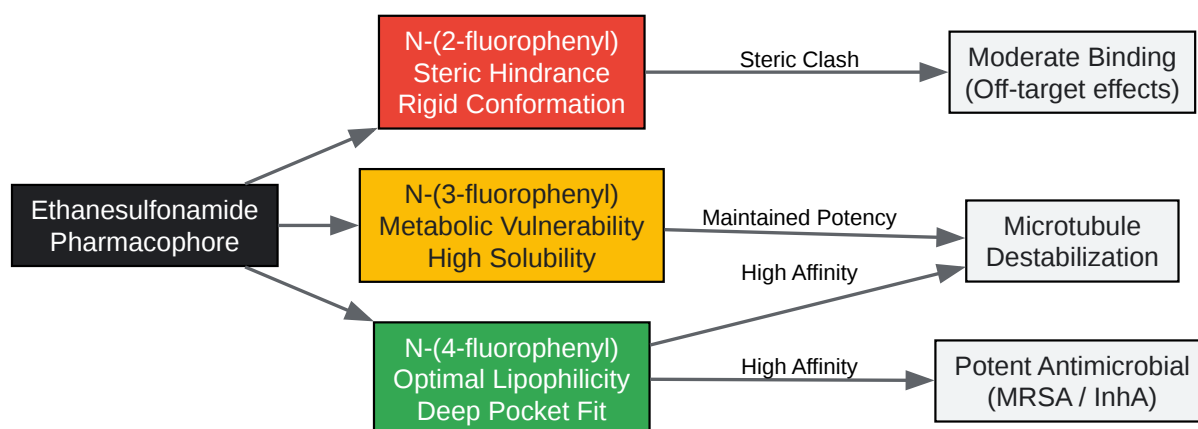 Ethanesulfonamide
Pharmacophore
N-(2-fluorophenyl)
Steric Hindrance
Rigid Conformation
Steric Clash
Moderate Binding
(Off-target effects)
N-(3-fluorophenyl)
Metabolic Vulnerability
High Solubility
Maintained Potency
Microtubule
Destabilization
High Affinity
N-(4-fluorophenyl)
Optimal Lipophilicity
Deep Pocket Fit
High Affinity
Potent Antimicrobial
(MRSA / InhA)